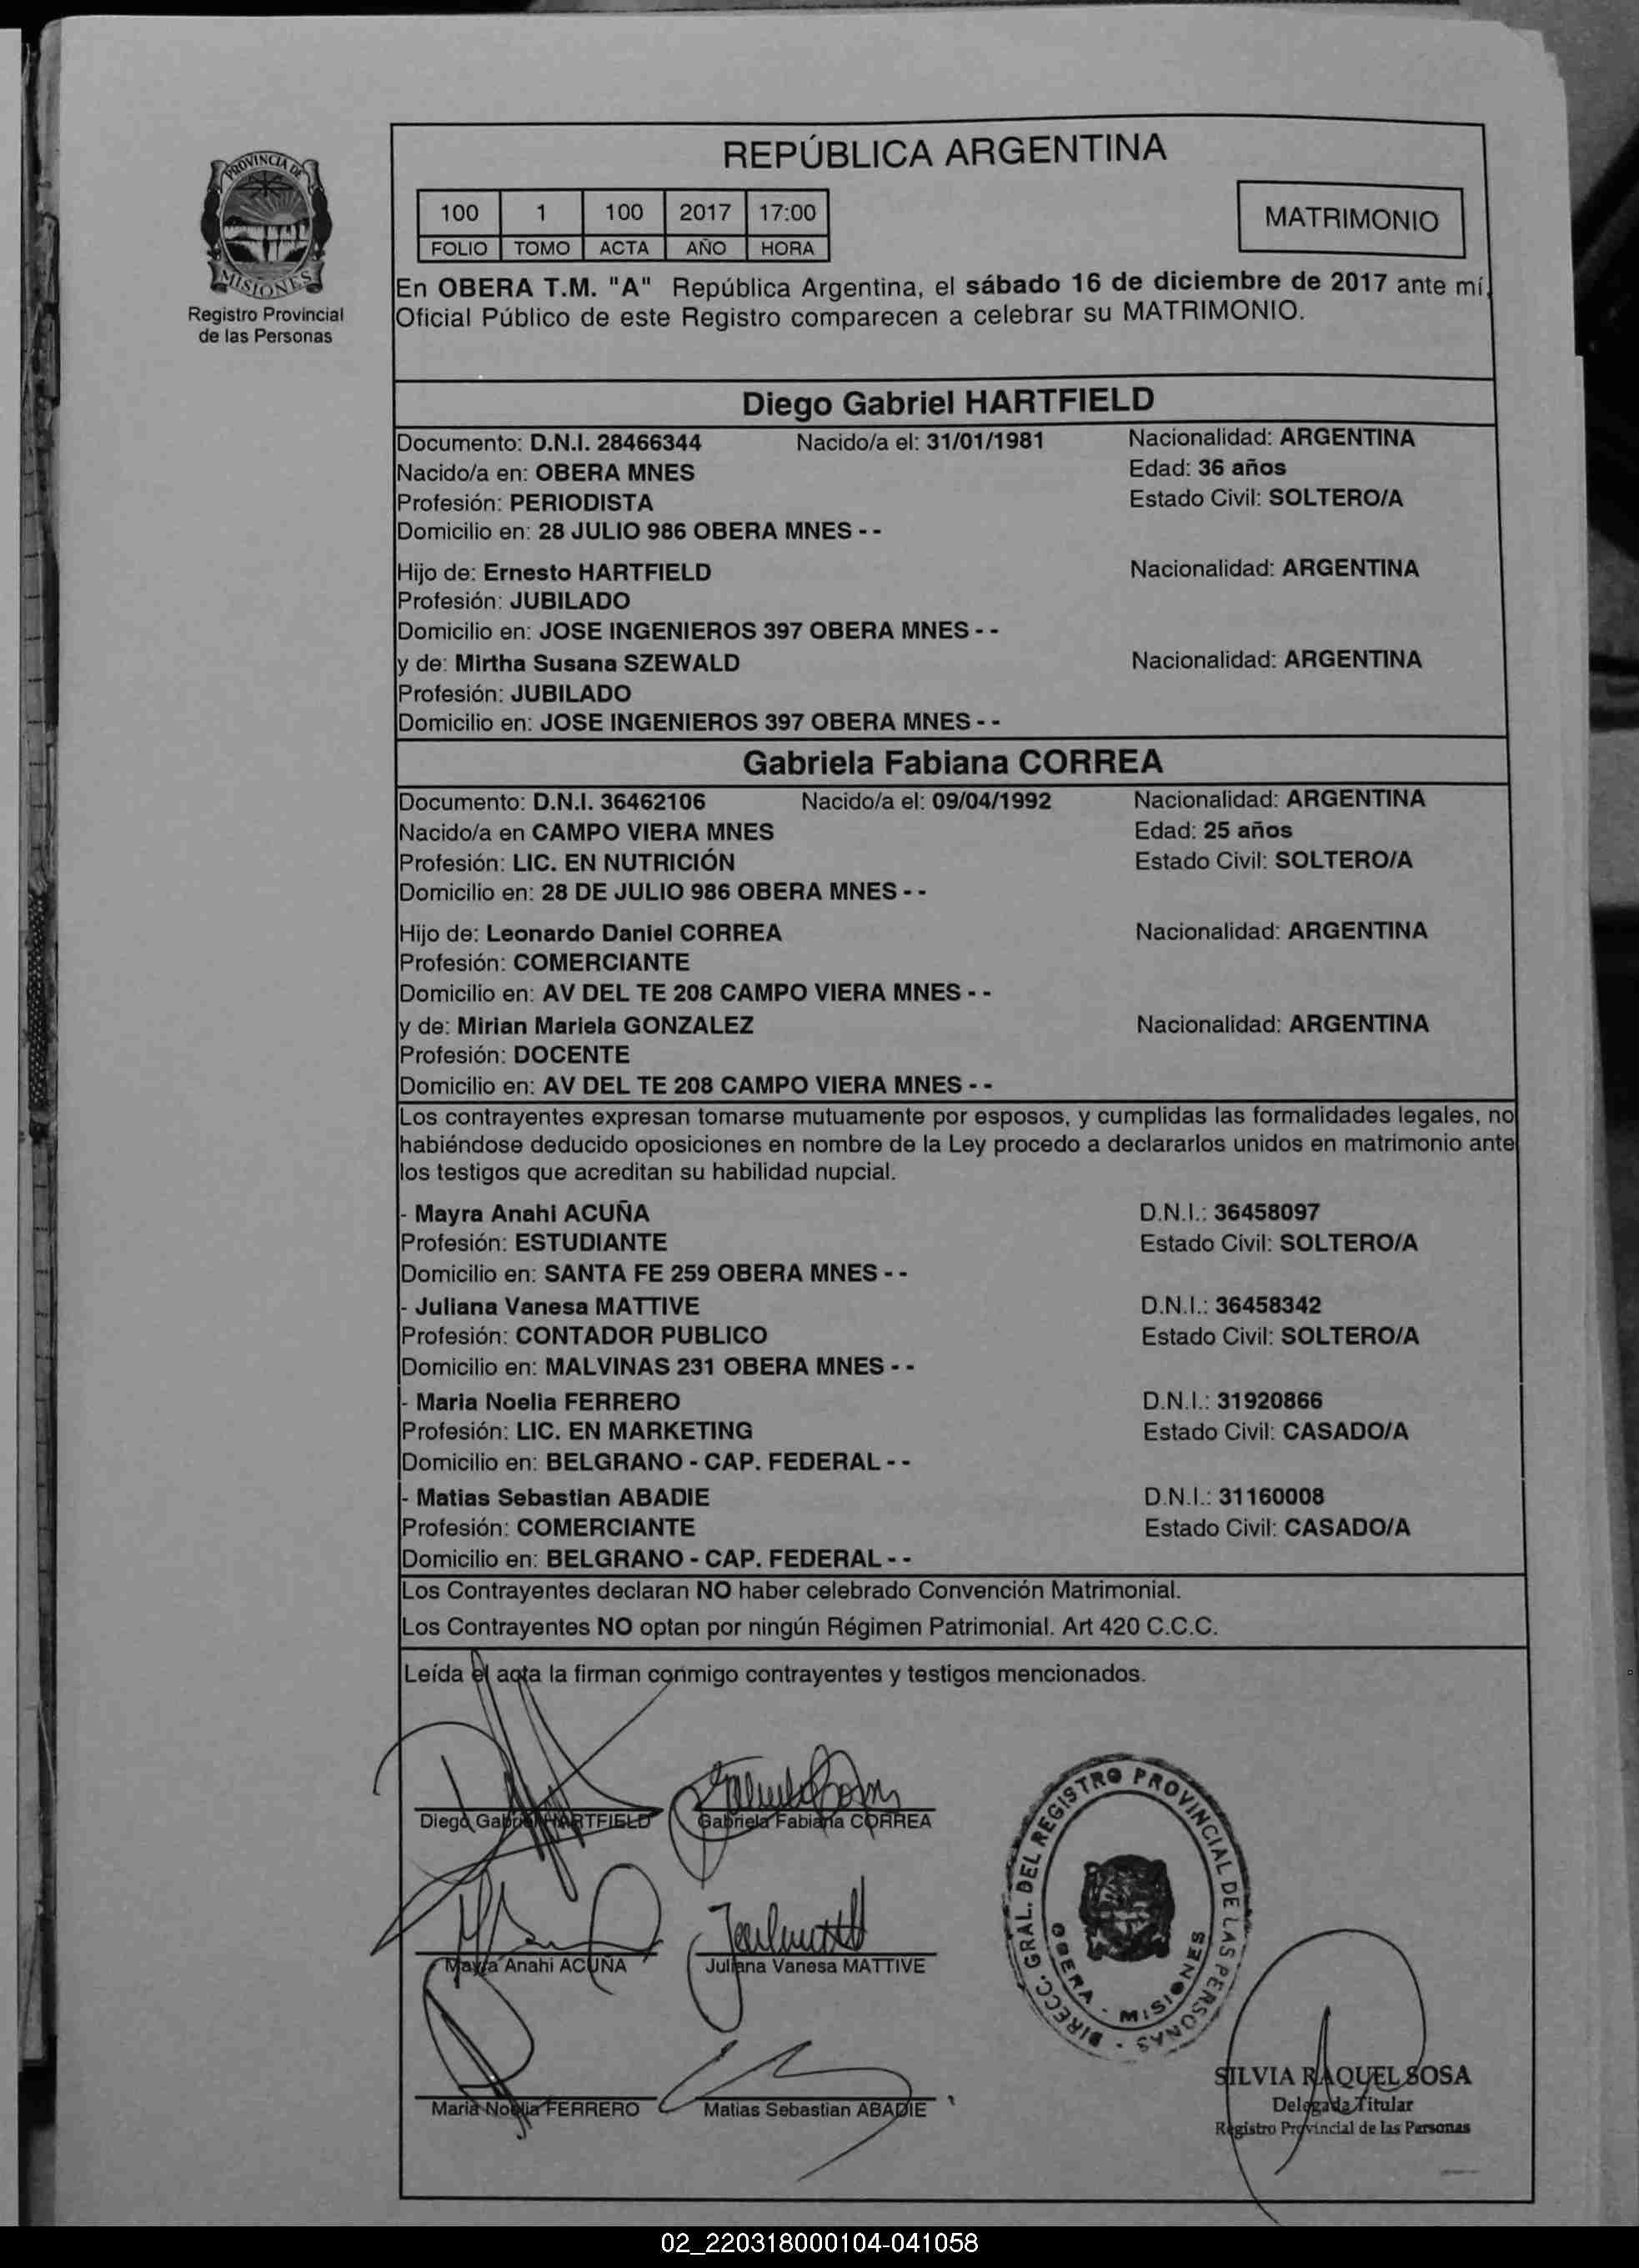 PROVINCIA DE
MISIONES
Registro Provincial
de las Personas
REPÚBLICA ARGENTINA
100 1 100 2017 17:00
FOLIO TOMO ACTA AÑO HORA
MATRIMONIO
En OBERA T.M. "A" República Argentina, el sábado 16 de diciembre de 2017 ante mí,
Oficial Público de este Registro comparecen a celebrar su MATRIMONIO.
Diego Gabriel HARTFIELD
Documento: D.N.I. 28466344 Nacido/a el: 31/01/1981 Nacionalidad: ARGENTINA
Nacido/a en: OBERA MNES Edad: 36 años
Profesión: PERIODISTA Estado Civil: SOLTERO/A
Domicilio en: 28 JULIO 986 OBERA MNES - -
Hijo de: Ernesto HARTFIELD Nacionalidad: ARGENTINA
Profesión: JUBILADO
Domicilio en: JOSE INGENIEROS 397 OBERA MNES - -
y de: Mirtha Susana SZEWALD Nacionalidad: ARGENTINA
Profesión: JUBILADO
Domicilio en: JOSE INGENIEROS 397 OBERA MNES - -
Gabriela Fabiana CORREA
Documento: D.N.I. 36462106 Nacido/a el: 09/04/1992 Nacionalidad: ARGENTINA
Nacido/a en CAMPO VIERA MNES Edad: 25 años
Profesión: LIC. EN NUTRICIÓN Estado Civil: SOLTERO/A
Domicilio en: 28 DE JULIO 986 OBERA MNES - -
Hijo de: Leonardo Daniel CORREA Nacionalidad: ARGENTINA
Profesión: COMERCIANTE
Domicilio en: AV DEL TE 208 CAMPO VIERA MNES - -
y de: Mirian Mariela GONZALEZ Nacionalidad: ARGENTINA
Profesión: DOCENTE
Domicilio en: AV DEL TE 208 CAMPO VIERA MNES - -
Los contrayentes expresan tomarse mutuamente por esposos, y cumplidas las formalidades legales, no
habiéndose deducido oposiciones en nombre de la Ley procedo a declararlos unidos en matrimonio ante
los testigos que acreditan su habilidad nupcial.
- Mayra Anahi ACUÑA D.N.I.: 36458097
Profesión: ESTUDIANTE Estado Civil: SOLTERO/A
Domicilio en: SANTA FE 259 OBERA MNES - -
- Juliana Vanesa MATTIVE D.N.I.: 36458342
Profesión: CONTADOR PUBLICO Estado Civil: SOLTERO/A
Domicilio en: MALVINAS 231 OBERA MNES - -
- Maria Noelia FERRERO D.N.I.: 31920866
Profesión: LIC. EN MARKETING Estado Civil: CASADO/A
Domicilio en: BELGRANO - CAP. FEDERAL - -
- Matias Sebastian ABADIE D.N.I.: 31160008
Profesión: COMERCIANTE Estado Civil: CASADO/A
Domicilio en: BELGRANO - CAP. FEDERAL - -
Los Contrayentes declaran NO haber celebrado Convención Matrimonial.
Los Contrayentes NO optan por ningún Régimen Patrimonial. Art 420 C.C.C.
Leída el acta la firman conmigo contrayentes y testigos mencionados.
Diego Gabriel HARTFIELD Gabriela Fabiana CORREA
Mayra Anahi ACUÑA Juliana Vanesa MATTIVE
Maria Noelia FERRERO Matias Sebastian ABADIE
DIRECC. GRAL. DEL REGISTRO PROVINCIAL DE LAS PERSONAS -
OBERA - MISIONES
SILVIA RAQUEL SOSA
Delegada Titular
Registro Provincial de las Personas
02_220318000104-041058